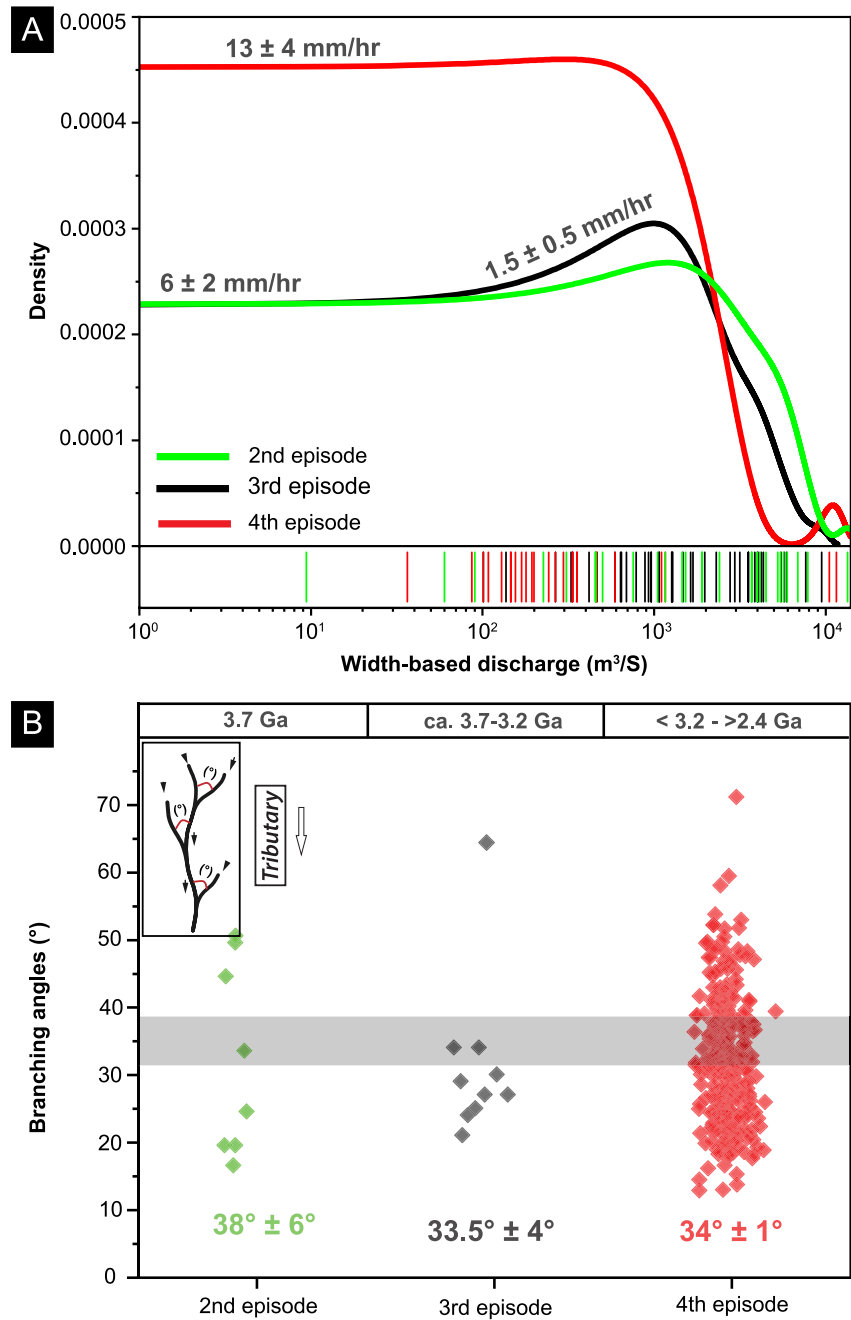 A
0.0005
0.0004
0.0003
0.0002
0.0001
0.0000
Density
13 ± 4 mm/hr
1.5 ± 0.5 mm/hr
6 ± 2 mm/hr
2nd episode
3rd episode
4th episode
10⁰ 10¹ 10² 10³ 10⁴
Width-based discharge (m³/S)
B
3.7 Ga ca. 3.7-3.2 Ga < 3.2 - >2.4 Ga
(°)
(°)
(°)
Tributary
70
60
50
40
30
20
10
0
Branching angles (°)
38° ± 6° 33.5° ± 4° 34° ± 1°
2nd episode 3rd episode 4th episode